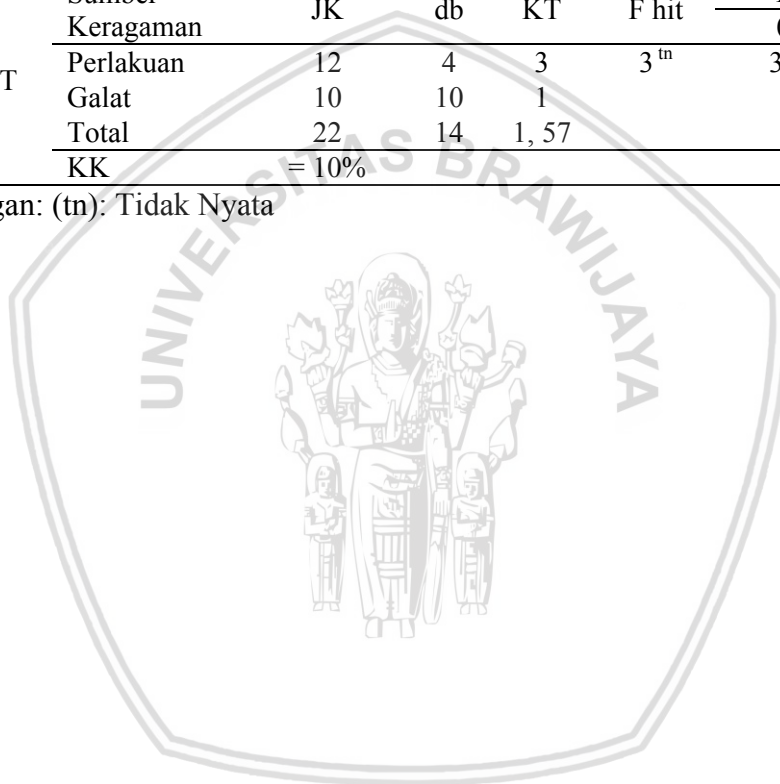 Sumber Keragaman JK db KT F hit
T Perlakuan 12 4 3 3 tn 3
Galat 10 10 1
Total 22 14 1, 57
KK = 10%
gan: (tn): Tidak Nyata
UNIVERSITAS BRAWIJAYA